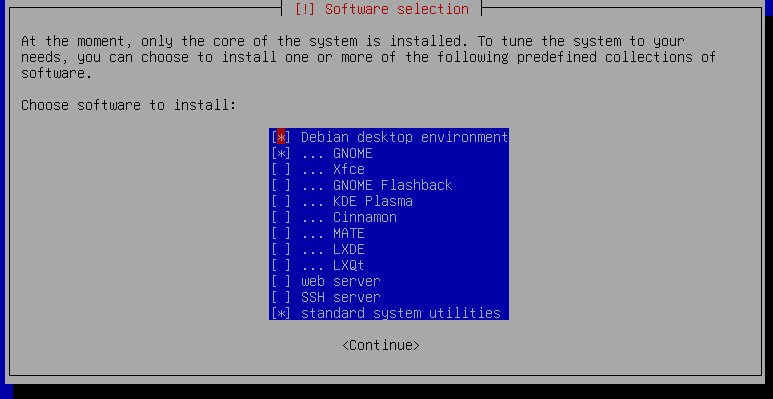 [!] Software selection
At the moment, only the core of the system is installed. To tune the system to your
needs, you can choose to install one or more of the following predefined collections of
software.
Choose software to install:
[*] Debian desktop environment
[*] ... GNOME
[ ] ... Xfce
[ ] ... GNOME Flashback
[ ] ... KDE Plasma
[ ] ... Cinnamon
[ ] ... MATE
[ ] ... LXDE
[ ] ... LXQt
[ ] web server
[ ] SSH server
[*] standard system utilities
<Continue>